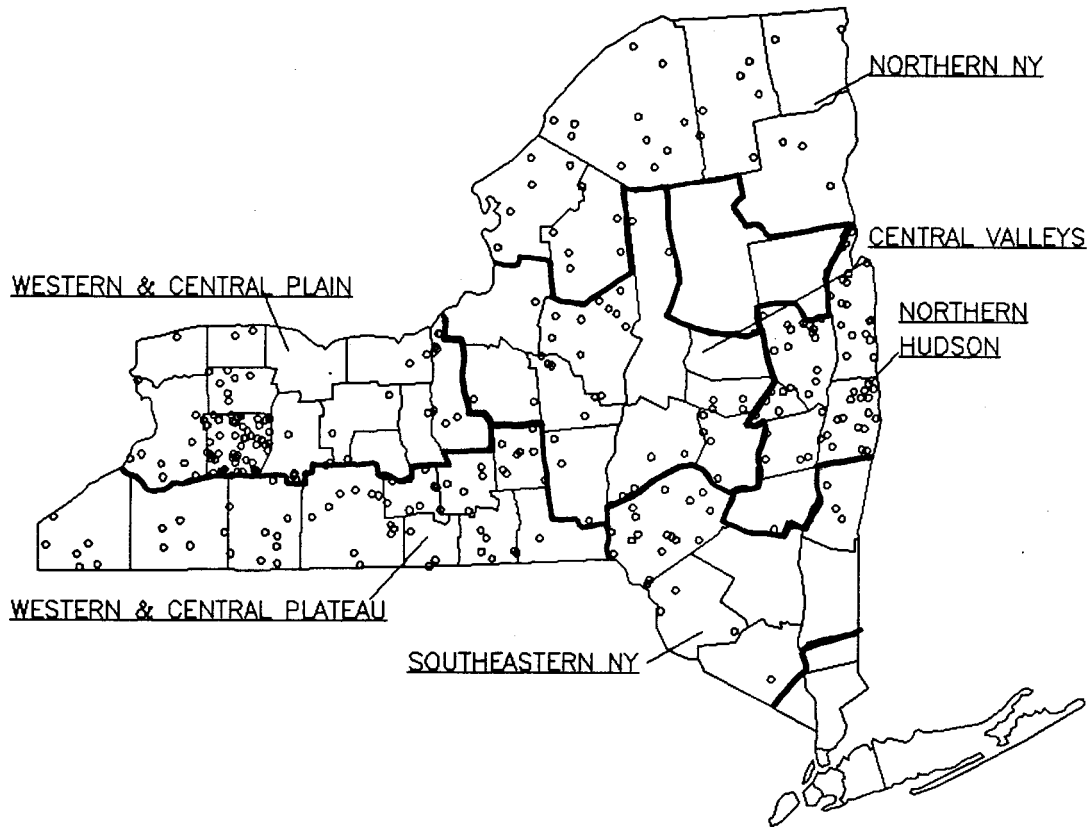 NORTHERN NY
CENTRAL VALLEYS
WESTERN & CENTRAL PLAIN
NORTHERN
HUDSON
WESTERN & CENTRAL PLATEAU
SOUTHEASTERN NY